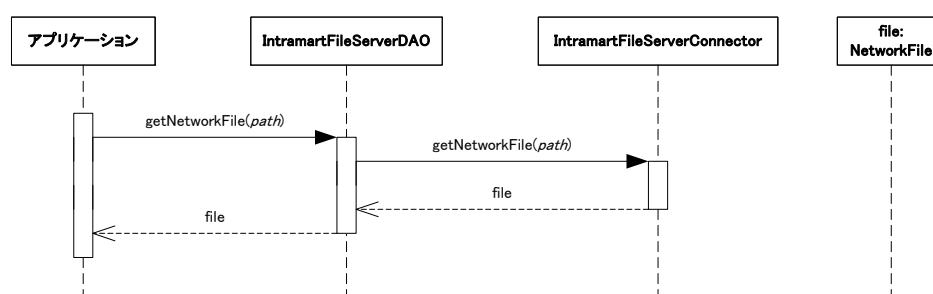 アプリケーション
IntramartFileServerDAO
IntramartFileServerConnector
file:
NetworkFile
getNetworkFile(path)
getNetworkFile(path)
file
file